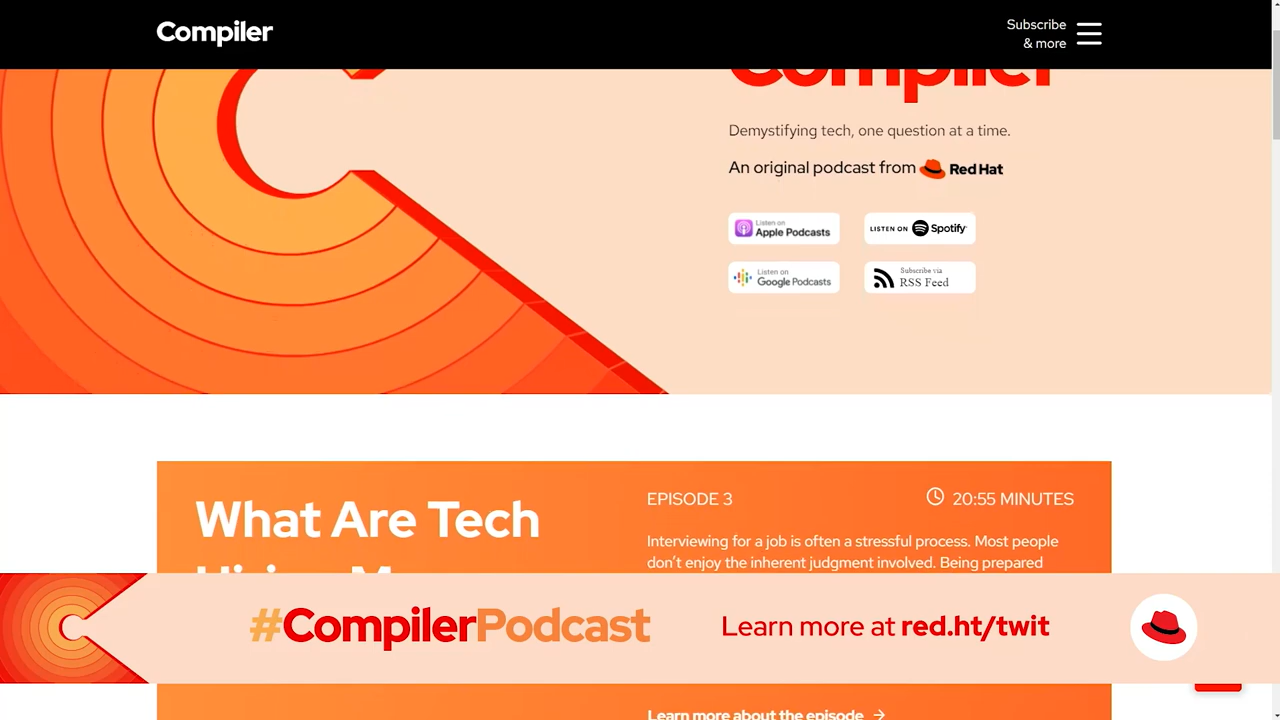 Compiler
Subscribe
& more
Compiler
Demystifying tech, one question at a time.
An original podcast from Red Hat
Listen on
Apple Podcasts
LISTEN ON Spotify
Listen on
Google Podcasts
Subscribe via
RSS Feed
What Are Tech
EPISODE 3
20:55 MINUTES
Interviewing for a job is often a stressful process. Most people
don’t enjoy the inherent judgment involved. Being prepared
#CompilerPodcast
Learn more at red.ht/twit
Learn more about the episode